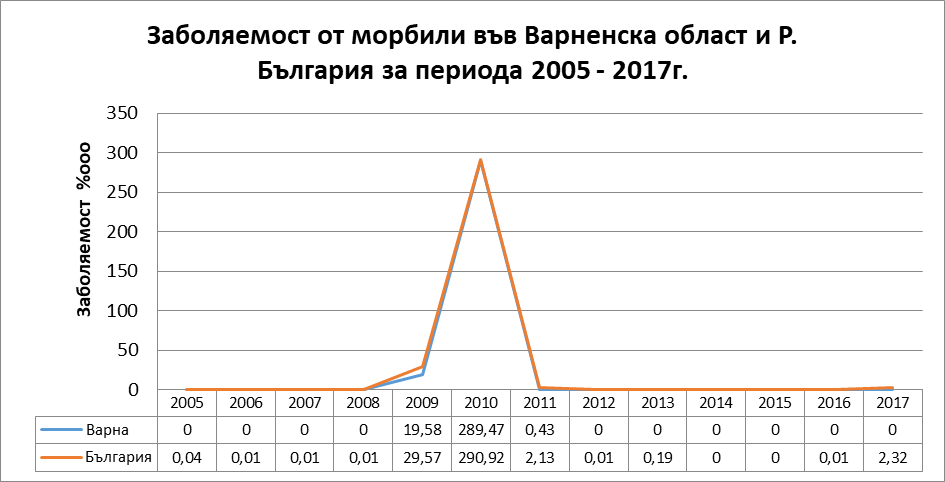 Заболяемост от морбили във Варненска област и Р.
България за периода 2005 - 2017г.
Заболяемост %ооо
350
300
250
200
150
100
50
0
2005 2006 2007 2008 2009 2010 2011 2012 2013 2014 2015 2016 2017
Варна 0 0 0 0 19,58 289,47 0,43 0 0 0 0 0 0
България 0,04 0,01 0,01 0,01 29,57 290,92 2,13 0,01 0,19 0 0 0,01 2,32